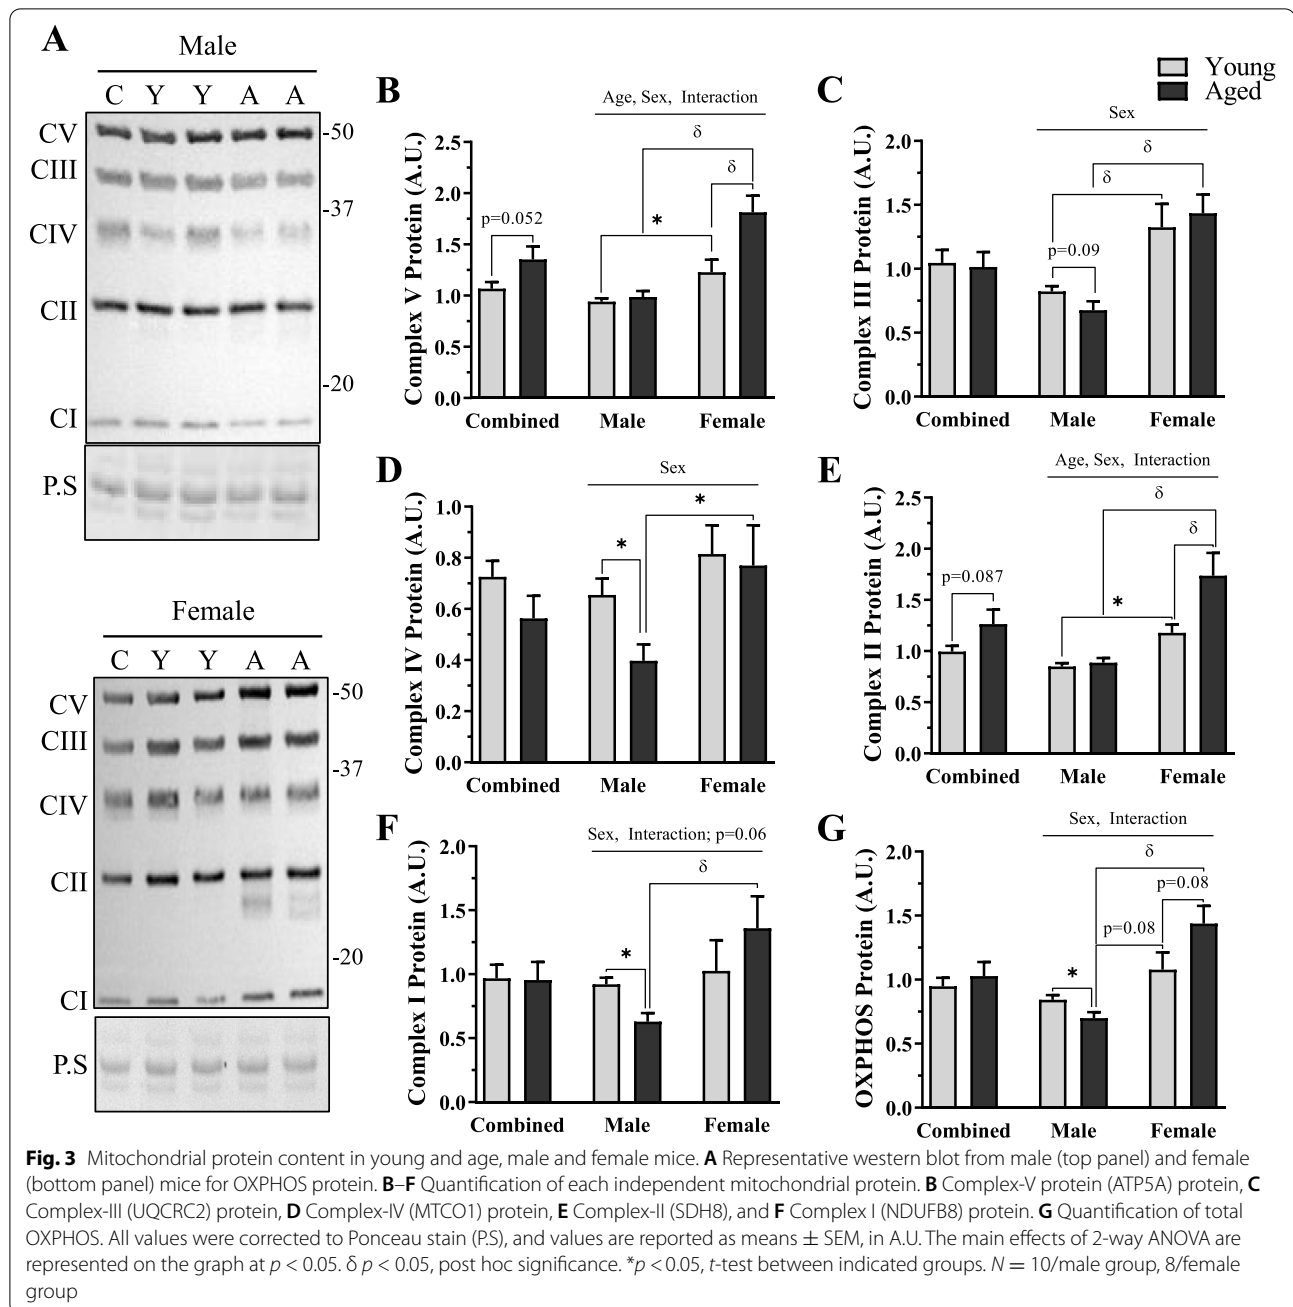 A
Male
C Y Y A A
CV
CIII
CIV
CII
CI
P.S
-50
-37
-20
Female
C Y Y A A
CV
CIII
CIV
CII
CI
P.S
-50
-37
-20
Young
Aged
B
Age, Sex, Interaction
δ
δ
*
p=0.052
Complex V Protein (A.U.)
2.5
2.0
1.5
1.0
0.5
0.0
Combined Male Female
C
Sex
δ
δ
p=0.09
Complex III Protein (A.U.)
2.0
1.5
1.0
0.5
0.0
Combined Male Female
D
Sex
*
*
Complex IV Protein (A.U.)
1.0
0.8
0.6
0.4
0.2
0.0
Combined Male Female
E
Age, Sex, Interaction
δ
δ
*
p=0.087
Complex II Protein (A.U.)
2.5
2.0
1.5
1.0
0.5
0.0
Combined Male Female
F
Sex, Interaction; p=0.06
δ
*
Complex I Protein (A.U.)
2.0
1.5
1.0
0.5
0.0
Combined Male Female
G
Sex, Interaction
δ
p=0.08
p=0.08
*
OXPHOS Protein (A.U.)
2.0
1.5
1.0
0.5
0.0
Combined Male Female
Fig. 3 Mitochondrial protein content in young and age, male and female mice. A Representative western blot from male (top panel) and female
(bottom panel) mice for OXPHOS protein. B–F Quantification of each independent mitochondrial protein. B Complex-V protein (ATP5A) protein, C
Complex-III (UQCRC2) protein, D Complex-IV (MTCO1) protein, E Complex-II (SDH8), and F Complex I (NDUFB8) protein. G Quantification of total
OXPHOS. All values were corrected to Ponceau stain (P.S), and values are reported as means ± SEM, in A.U. The main effects of 2-way ANOVA are
represented on the graph at p < 0.05. δ p < 0.05, post hoc significance. *p < 0.05, t-test between indicated groups. N = 10/male group, 8/female
group